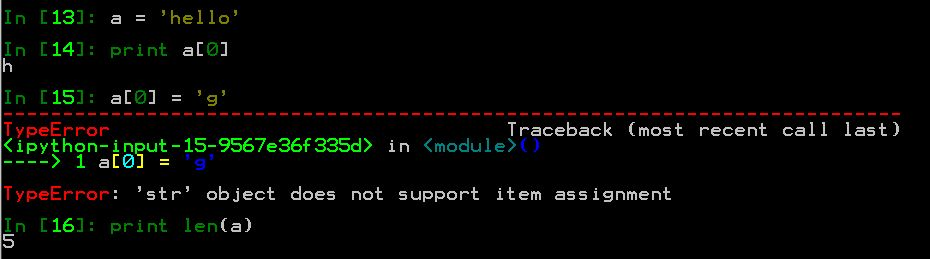 In [13]: a = 'hello'
In [14]: print a[0]
h
In [15]: a[0] = 'g'
---------------------------------------------------------------------------
TypeError                                 Traceback (most recent call last)
<ipython-input-15-9567e36f335d> in <module>()
----> 1 a[0] = 'g'
TypeError: 'str' object does not support item assignment
In [16]: print len(a)
5